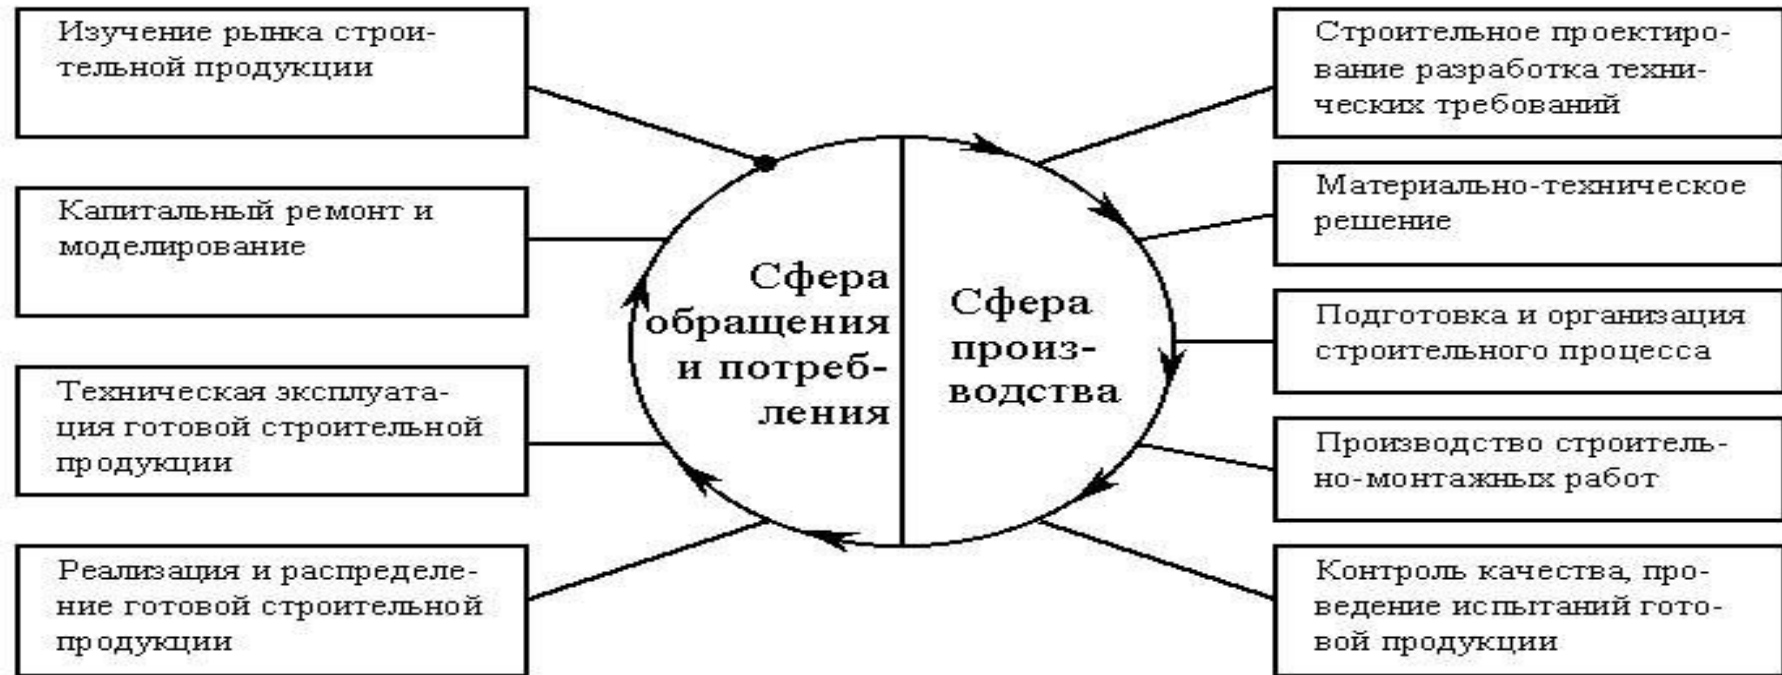 Изучение рынка строи-
тельной продукции
Капитальный ремонт и
моделирование
Техническая эксплуата-
ция готовой строительной
продукции
Реализация и распределе-
ние готовой строительной
продукции
Сфера
обращения
и потреб-
ления
Сфера
произ-
водства
Строительное проектиро-
вание разработка техни-
ческих требований
Материально-техническое
решение
Подготовка и организация
строительного процесса
Производство строитель-
но-монтажных работ
Контроль качества, про-
ведение испытаний гото-
вой продукции